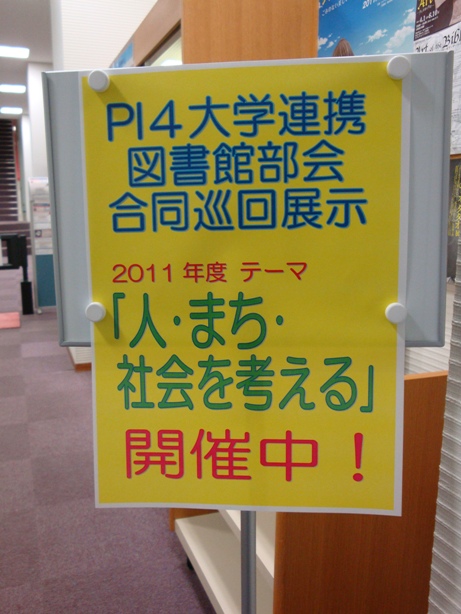 PI4大学連携
図書館部会
合同巡回展示
2011年度 テーマ
「人・まち・
社会を考える」
開催中！